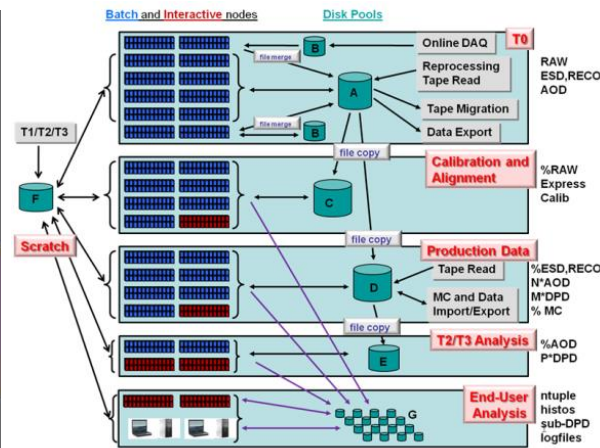 Batch and Interactive nodes
Disk Pools
T0
B
Online DAQ
file merge
RAW
ESD,RECO
AOD
Reprocessing
Tape Read
A
Tape Migration
file merge
B
Data Export
T1/T2/T3
file copy
Calibration and
Alignment
%RAW
Express
Calib
F
C
Scratch
file copy
Production Data
Tape Read
%ESD,RECO
N*AOD
M*DPD
% MC
D
MC and Data
Import/Export
file copy
T2/T3 Analysis
%AOD
P*DPD
E
End-User
Analysis
ntuple
histos
sub-DPD
logfiles
G